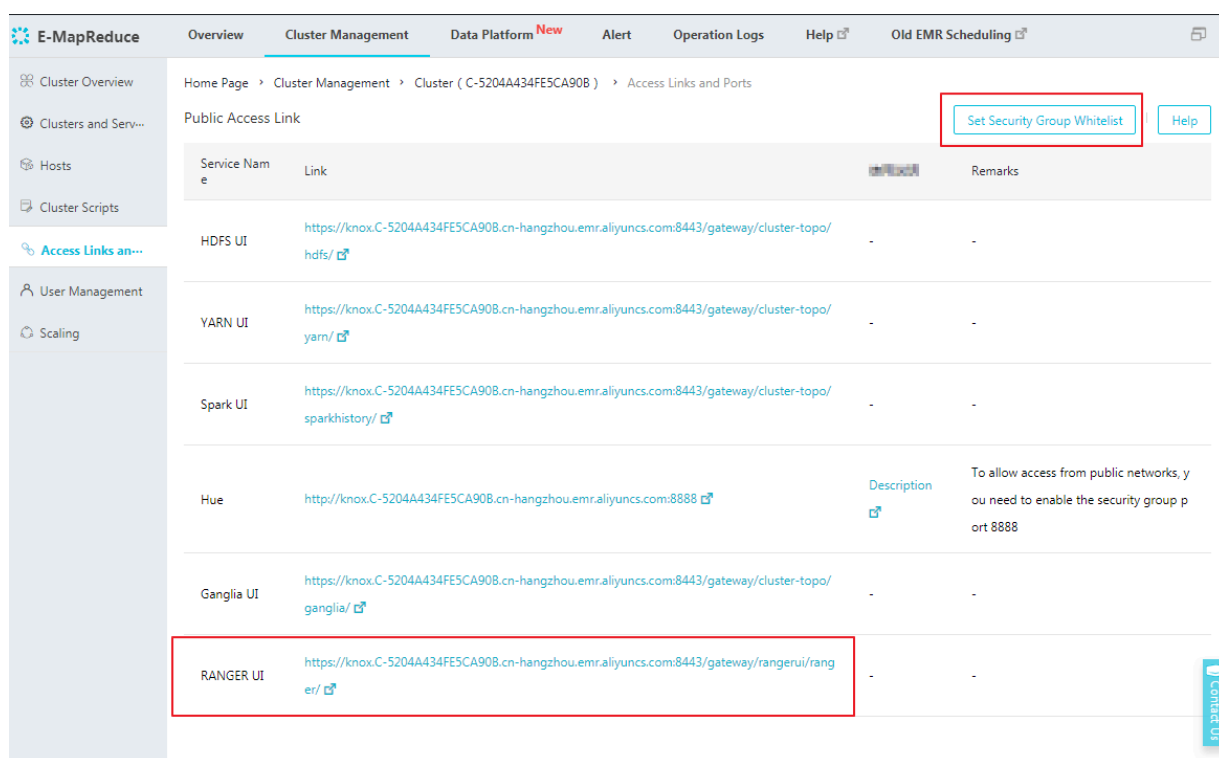 E-MapReduce
Overview
Cluster Management
Data Platform New
Alert
Operation Logs
Help
Old EMR Scheduling
Cluster Overview
Clusters and Serv···
Hosts
Cluster Scripts
Access Links an···
User Management
Scaling
Home Page > Cluster Management > Cluster ( C-5204A434FE5CA90B ) > Access Links and Ports
Public Access Link
Set Security Group Whitelist
Help
Service Nam
e
Link
Remarks
HDFS UI
https://knox.C-5204A434FE5CA90B.cn-hangzhou.emr.aliyuncs.com:8443/gateway/cluster-topo/
hdfs/
-
-
YARN UI
https://knox.C-5204A434FE5CA90B.cn-hangzhou.emr.aliyuncs.com:8443/gateway/cluster-topo/
yarn/
-
-
Spark UI
https://knox.C-5204A434FE5CA90B.cn-hangzhou.emr.aliyuncs.com:8443/gateway/cluster-topo/
sparkhistory/
-
-
Hue
http://knox.C-5204A434FE5CA90B.cn-hangzhou.emr.aliyuncs.com:8888
Description
To allow access from public networks, y
ou need to enable the security group p
ort 8888
Ganglia UI
https://knox.C-5204A434FE5CA90B.cn-hangzhou.emr.aliyuncs.com:8443/gateway/cluster-topo/
ganglia/
-
-
RANGER UI
https://knox.C-5204A434FE5CA90B.cn-hangzhou.emr.aliyuncs.com:8443/gateway/rangerui/rang
er/
-
-
Contact Us